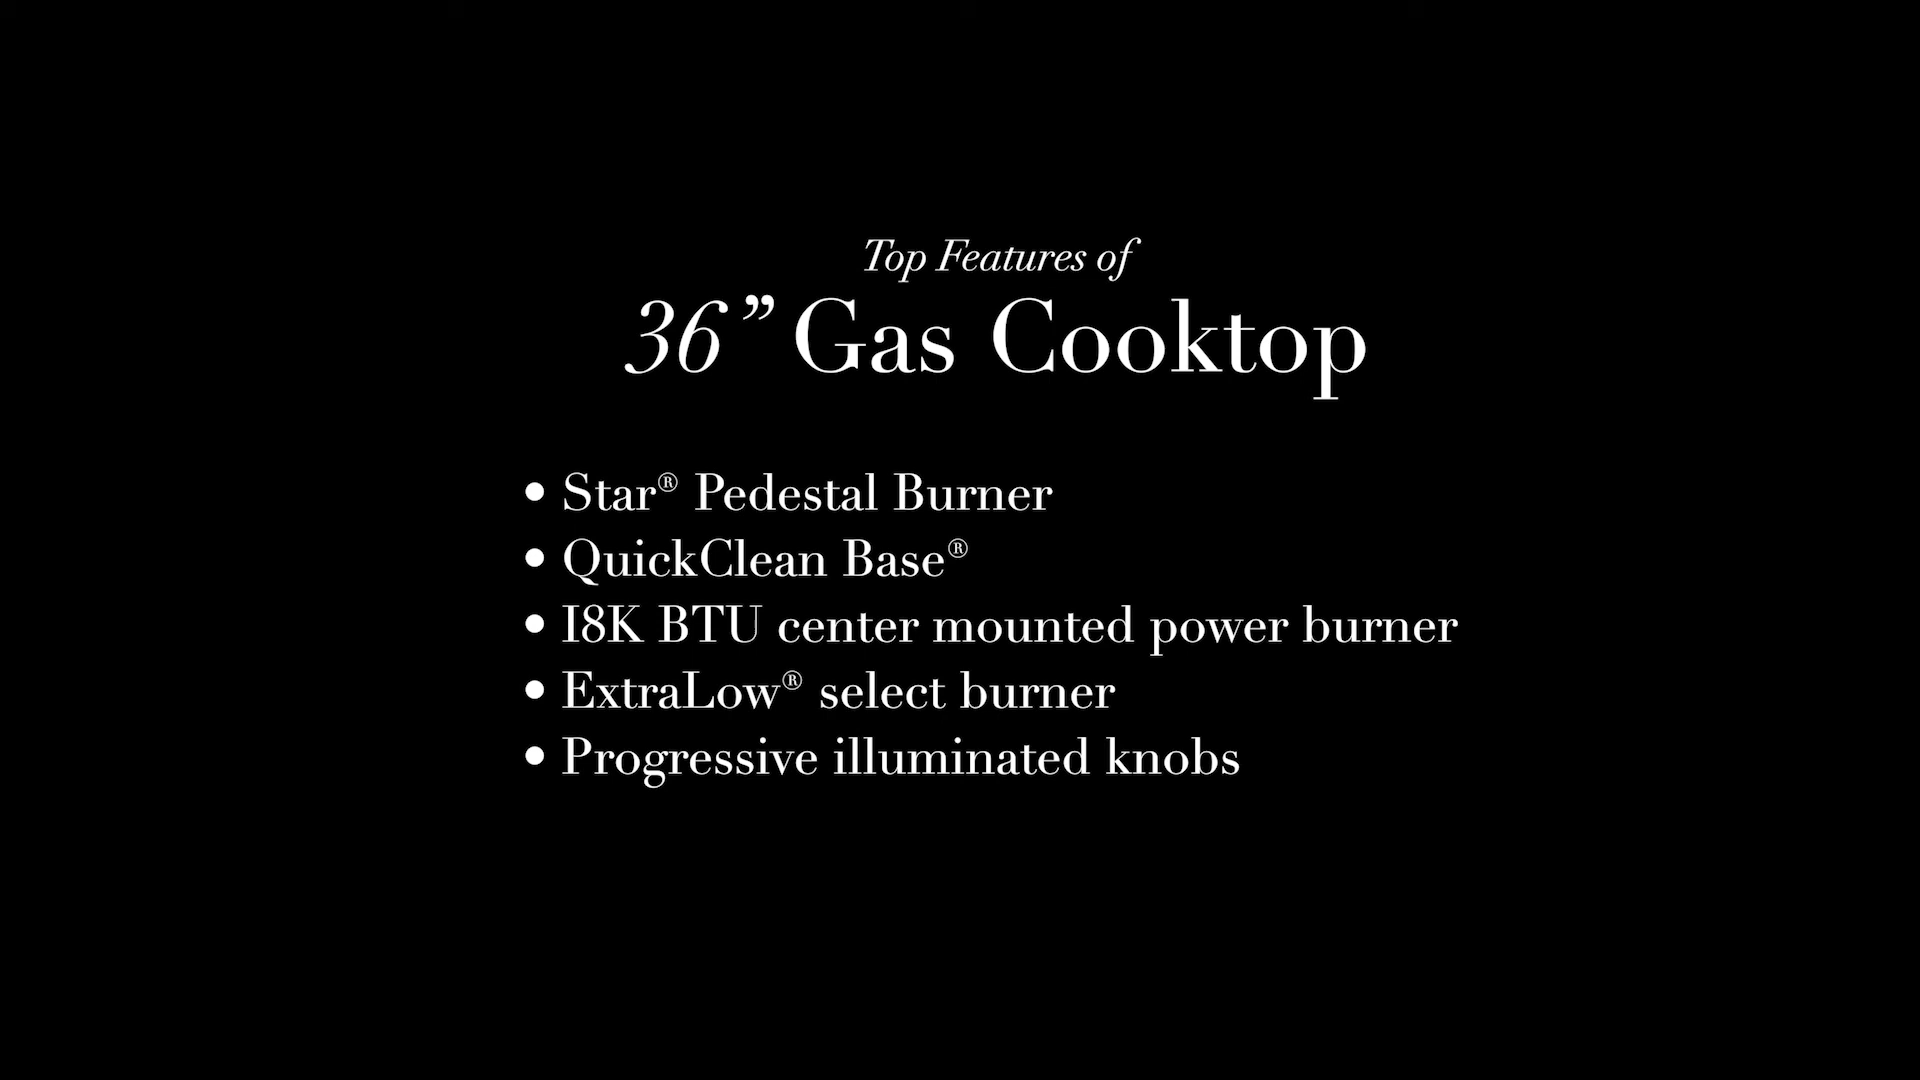 Top Features of
36” Gas Cooktop
• Star® Pedestal Burner
• QuickClean Base®
• I8K BTU center mounted power burner
• ExtraLow® select burner
• Progressive illuminated knobs